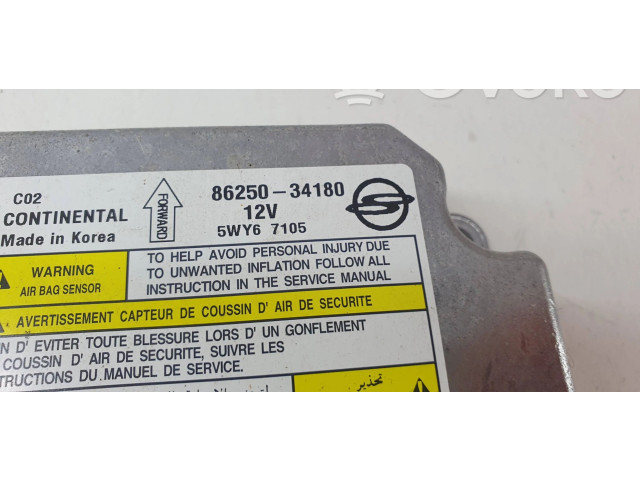 C02
CONTINENTAL
Made in Korea
FORWARD
86250-34180
12V
5WY6 7105
WARNING
AIR BAG SENSOR
TO HELP AVOID PERSONAL INJURY DUE
TO UNWANTED INFLATION FOLLOW ALL
INSTRUCTION IN THE SERVICE MANUAL
AVERTISSEMENT CAPTEUR DE COUSSIN D' AIR DE SECURITE
D' EVITER TOUTE BLESSURE LORS D' UN GONFLEMENT
COUSSIN D' AIR DE SECURITE, SUIVRE LES
DU MANUEL DE SERVICE.
تحذير